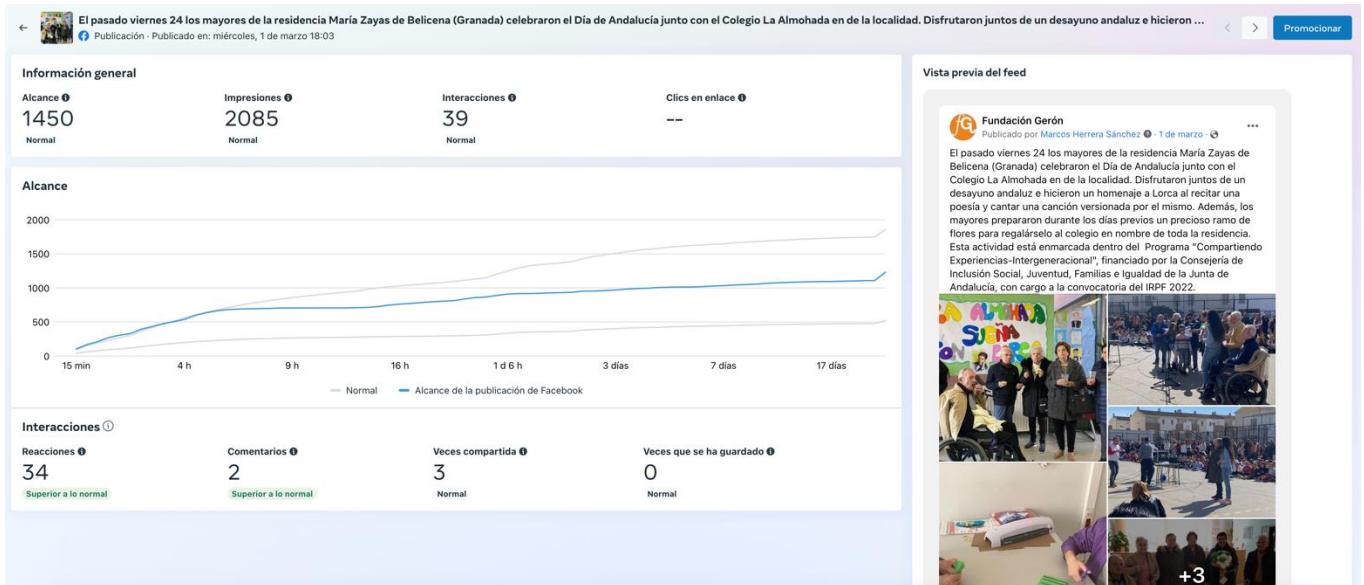 El pasado viernes 24 los mayores de la residencia María Zayas de Belicena (Granada) celebraron el Día de Andalucía junto con el Colegio La Almohada en de la localidad. Disfrutaron juntos de un desayuno andaluz e hicieron ...
Publicación · Publicado en: miércoles, 1 de marzo 18:03
Promocionar
Información general
Alcance Impresiones Interacciones Clics en enlace
1450 2085 39 --
Normal Normal Normal
Alcance
2000
1500
1000
500
0
15 min 4 h 9 h 16 h 1 d 6 h 3 días 7 días 17 días
Normal Alcance de la publicación de Facebook
Interacciones
Reacciones Comentarios Veces compartida Veces que se ha guardado
34 2 3 0
Superior a lo normal Superior a lo normal Normal Normal
Vista previa del feed
fG
Fundación Gerón
Publicado por Marcos Herrera Sánchez · 1 de marzo ·
El pasado viernes 24 los mayores de la residencia María Zayas de
Belicena (Granada) celebraron el Día de Andalucía junto con el
Colegio La Almohada en de la localidad. Disfrutaron juntos de un
desayuno andaluz e hicieron un homenaje a Lorca al recitar una
poesía y cantar una canción versionada por el mismo. Además, los
mayores prepararon durante los días previos un precioso ramo de
flores para regalárselo al colegio en nombre de toda la residencia.
Esta actividad está enmarcada dentro del Programa "Compartiendo
Experiencias-Intergeneracional", financiado por la Consejería de
Inclusión Social, Juventud, Familias e Igualdad de la Junta de
Andalucía, con cargo a la convocatoria del IRPF 2022.
ALMOHADA
SUEÑA
CON LORCA
+3